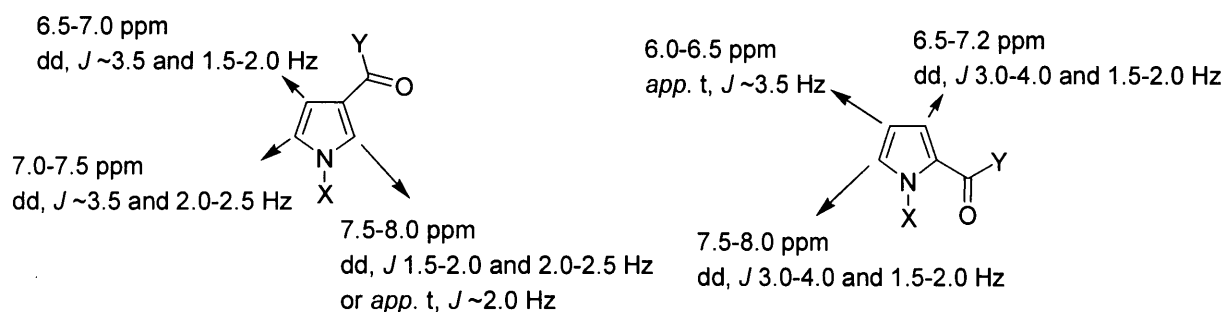 6.5-7.0 ppm
dd, J ~3.5 and 1.5-2.0 Hz
Y
O
N
X
7.0-7.5 ppm
dd, J ~3.5 and 2.0-2.5 Hz
7.5-8.0 ppm
dd, J 1.5-2.0 and 2.0-2.5 Hz
or app. t, J ~2.0 Hz
6.0-6.5 ppm
app. t, J ~3.5 Hz
6.5-7.2 ppm
dd, J 3.0-4.0 and 1.5-2.0 Hz
N
Y
X
O
7.5-8.0 ppm
dd, J 3.0-4.0 and 1.5-2.0 Hz